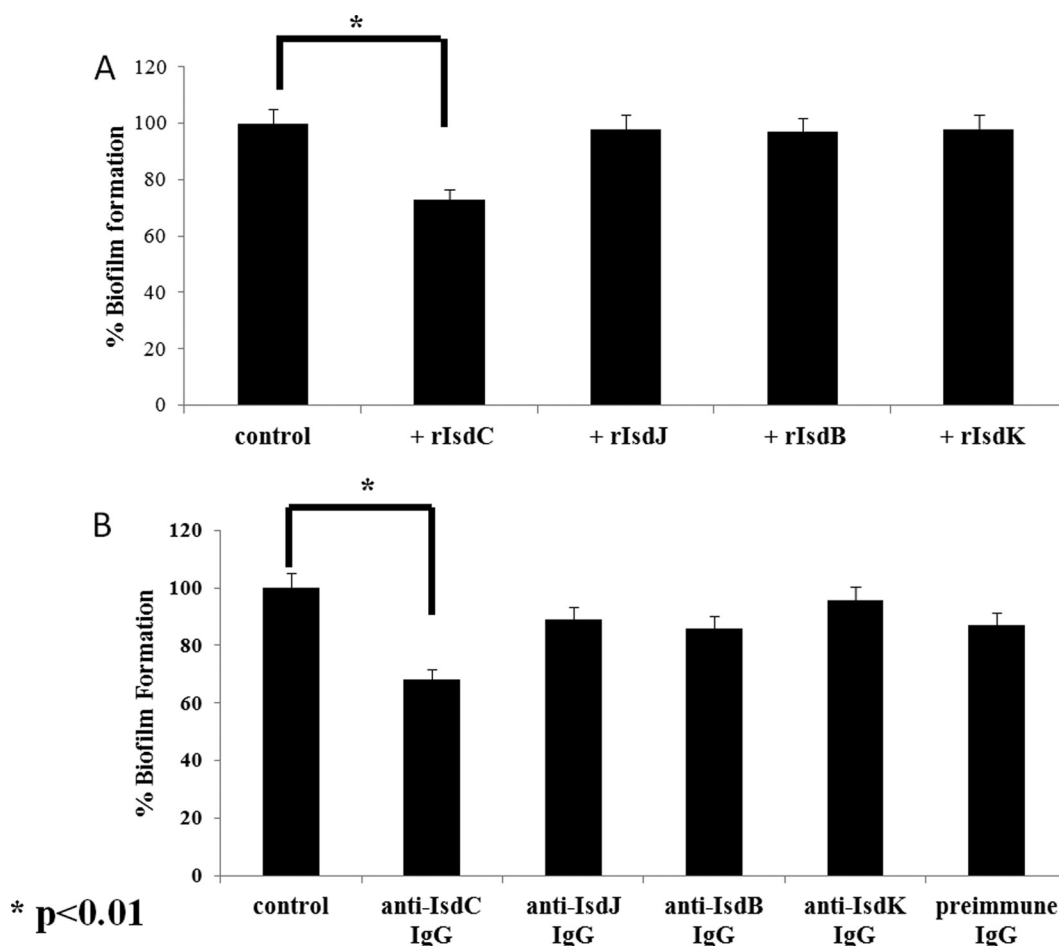 *
A
120
100
80
60
40
20
0
% Biofilm formation
control + rIsdC + rIsdJ + rIsdB + rIsdK
*
B
120
100
80
60
40
20
0
% Biofilm Formation
control anti-IsdC anti-IsdJ anti-IsdB anti-IsdK preimmune
IgG IgG IgG IgG IgG
* p<0.01